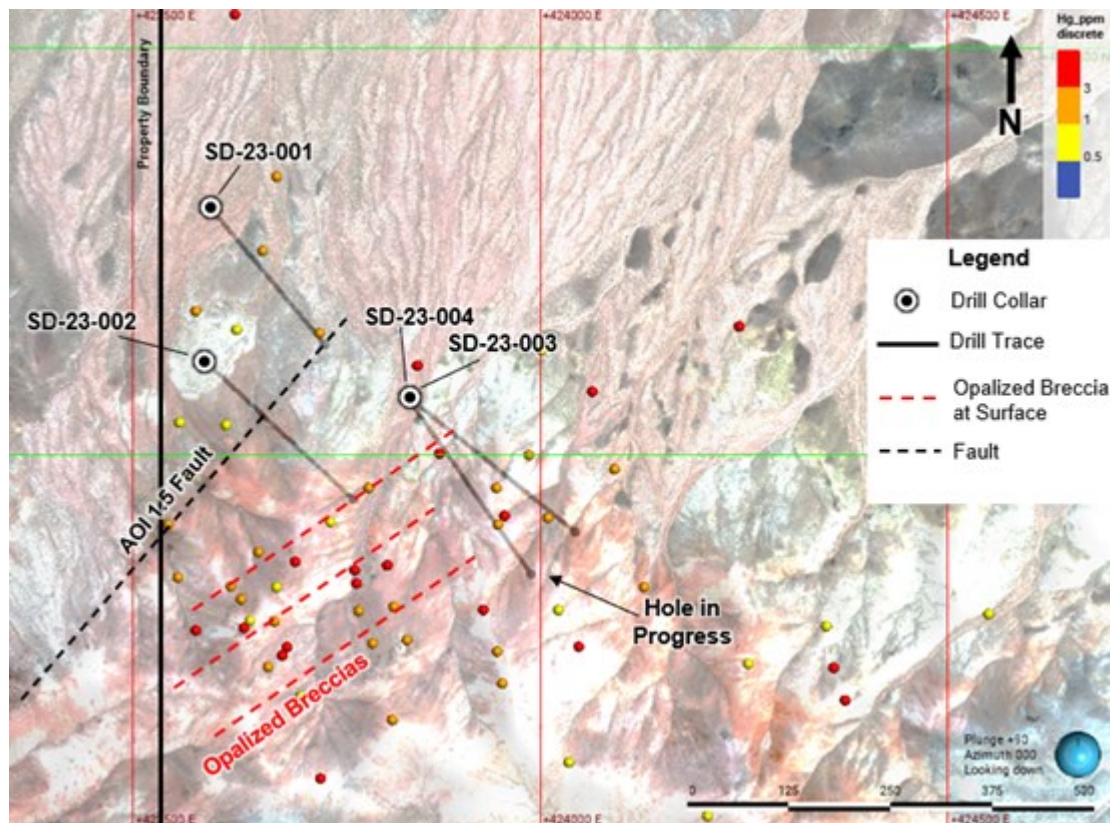 +424000 E
+424500 E
Hg_ppm
discrete
3
1
0.5
N
Property Boundary
SD-23-001
SD-23-002
SD-23-004
SD-23-003
Legend
Drill Collar
Drill Trace
Opalized Breccia
at Surface
Fault
AOI 1.5 Fault
Hole in
Progress
Opalized Breccias
Plunge +90
Azimuth 000
Looking down
0
125
250
375
500
+424000 E
+424500 E